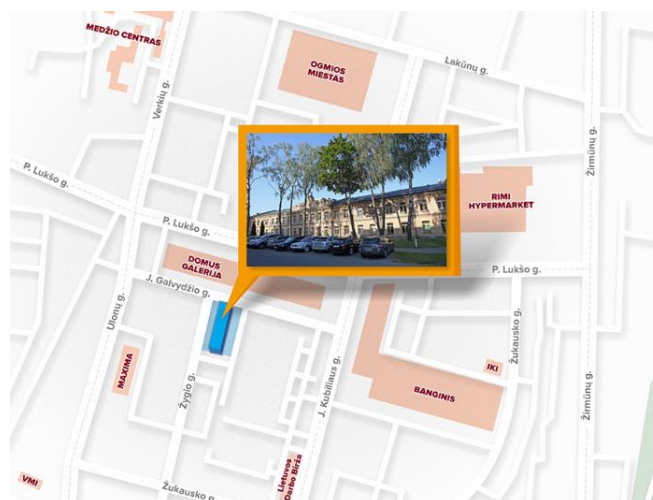 MEDŽIO CENTRAS
OGMIOS
MIESTAS
Lakūnų g.
Verkių g.
Žirmūnų g.
P. Lukšo g.
RIMI
HYPERMARKET
P. Lukšo g.
DOMUS
GALERIJA
P. Lukšo g.
J. Galvydžio g.
Ulonų g.
MAXIMA
Žyglo g.
J. Kubiliaus g.
Žukausko g.
IKI
BANGINIS
Žirmūnų g.
VMI
Žukausko g.
Lietuvos
Darbo Birža